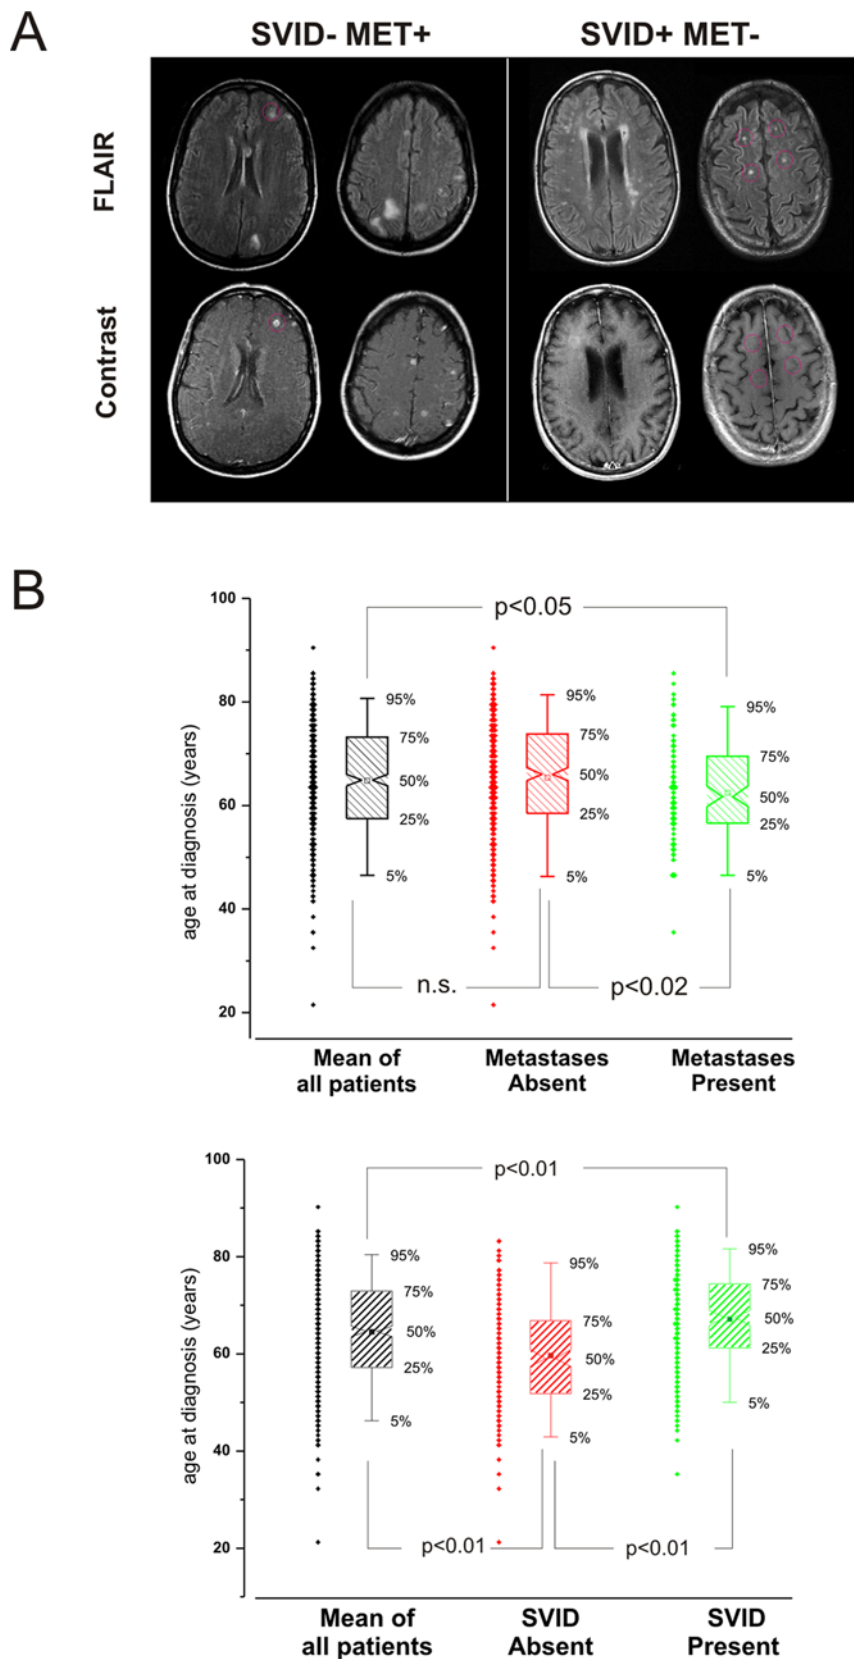 A
SVID- MET+
SVID+ MET-
FLAIR
Contrast
B
100
80
60
40
20
age at diagnosis (years)
p<0.05
95%
75%
50%
25%
5%
95%
75%
50%
25%
5%
95%
75%
50%
25%
5%
n.s.
p<0.02
Mean of
all patients
Metastases
Absent
Metastases
Present
100
80
60
40
20
age at diagnosis (years)
p<0.01
95%
75%
50%
25%
5%
95%
75%
50%
25%
5%
95%
75%
50%
25%
5%
p<0.01
p<0.01
Mean of
all patients
SVID
Absent
SVID
Present